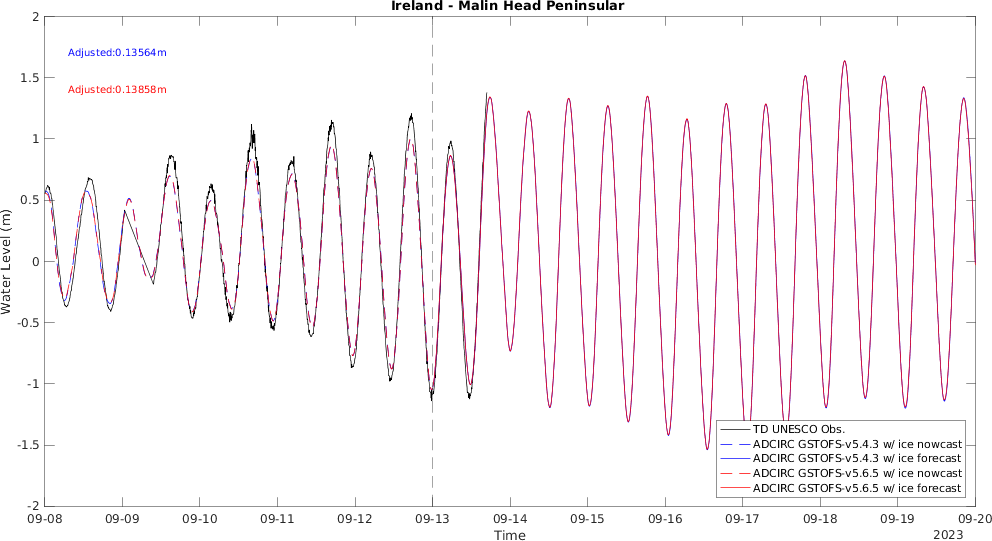 Ireland - Malin Head Peninsular
2
1.5
1
0.5
0
-0.5
-1
-1.5
-2
Water Level (m)
Adjusted:0.13564m
Adjusted:0.13858m
TD UNESCO Obs.
ADCIRC GSTOFS-v5.4.3 w/ ice nowcast
ADCIRC GSTOFS-v5.4.3 w/ ice forecast
ADCIRC GSTOFS-v5.6.5 w/ ice nowcast
ADCIRC GSTOFS-v5.6.5 w/ ice forecast
09-08 09-09 09-10 09-11 09-12 09-13 09-14 09-15 09-16 09-17 09-18 09-19 09-20
Time
2023